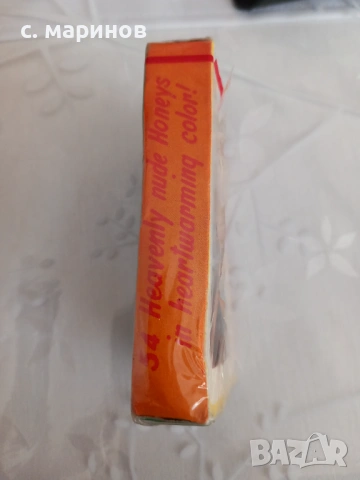 с. маринов
54 Heavenly nude Honeys
in heartwarming color!
BAZAR